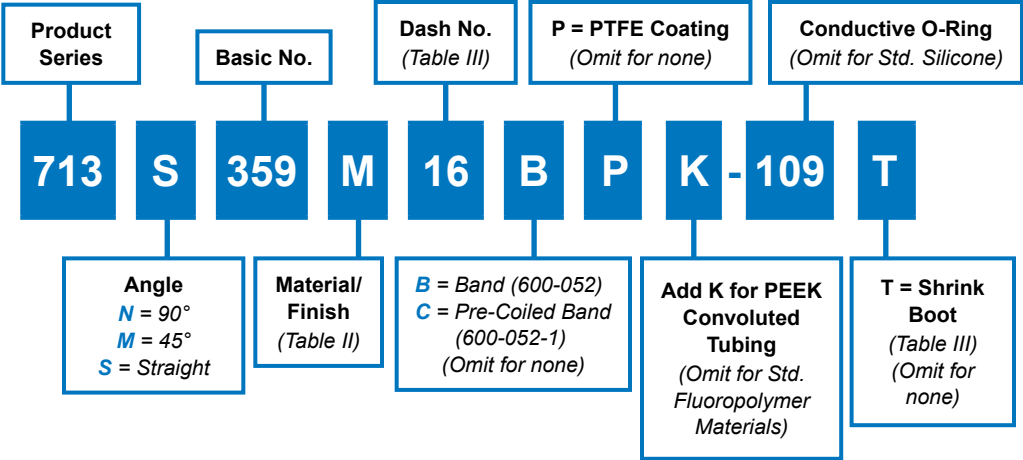 Product
Series
Basic No.
Dash No.
(Table III)
P = PTFE Coating
(Omit for none)
Conductive O-Ring
(Omit for Std. Silicone)
713 S 359 M 16 B P K - 109 T
Angle
N = 90°
M = 45°
S = Straight
Material/
Finish
(Table II)
B = Band (600-052)
C = Pre-Coiled Band
(600-052-1)
(Omit for none)
Add K for PEEK
Convoluted
Tubing
(Omit for Std.
Fluoropolymer
Materials)
T = Shrink
Boot
(Table III)
(Omit for
none)